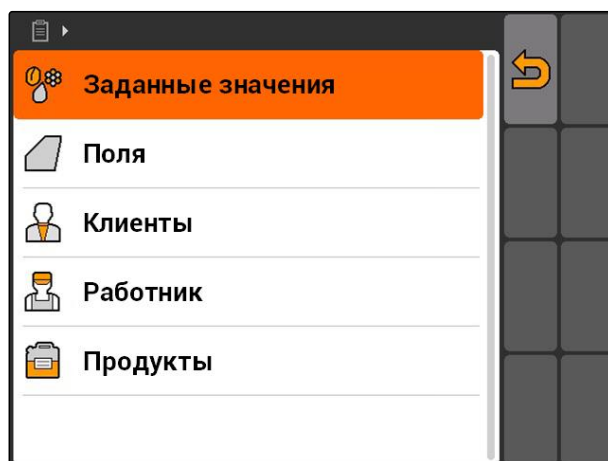 Заданные значения
Поля
Клиенты
Работник
Продукты